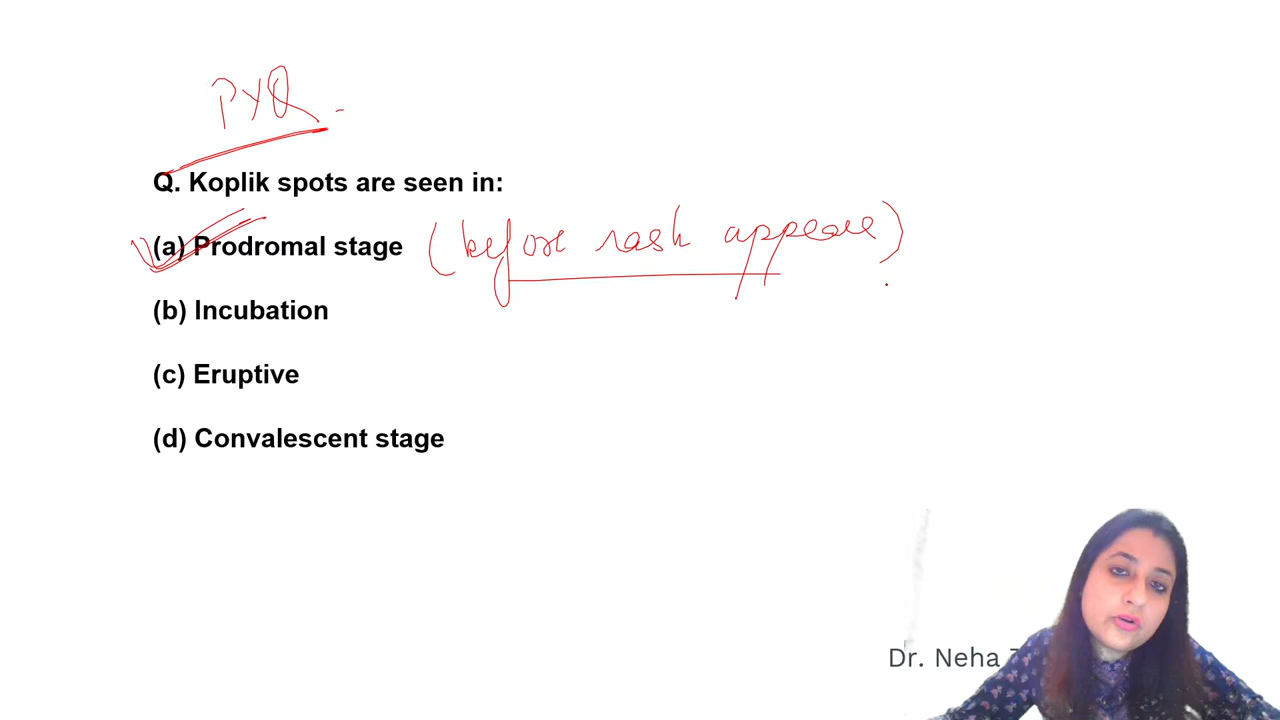 PYQ
Q. Koplik spots are seen in:
(a) Prodromal stage (before rash appears)
(b) Incubation
(c) Eruptive
(d) Convalescent stage
Dr. Neha